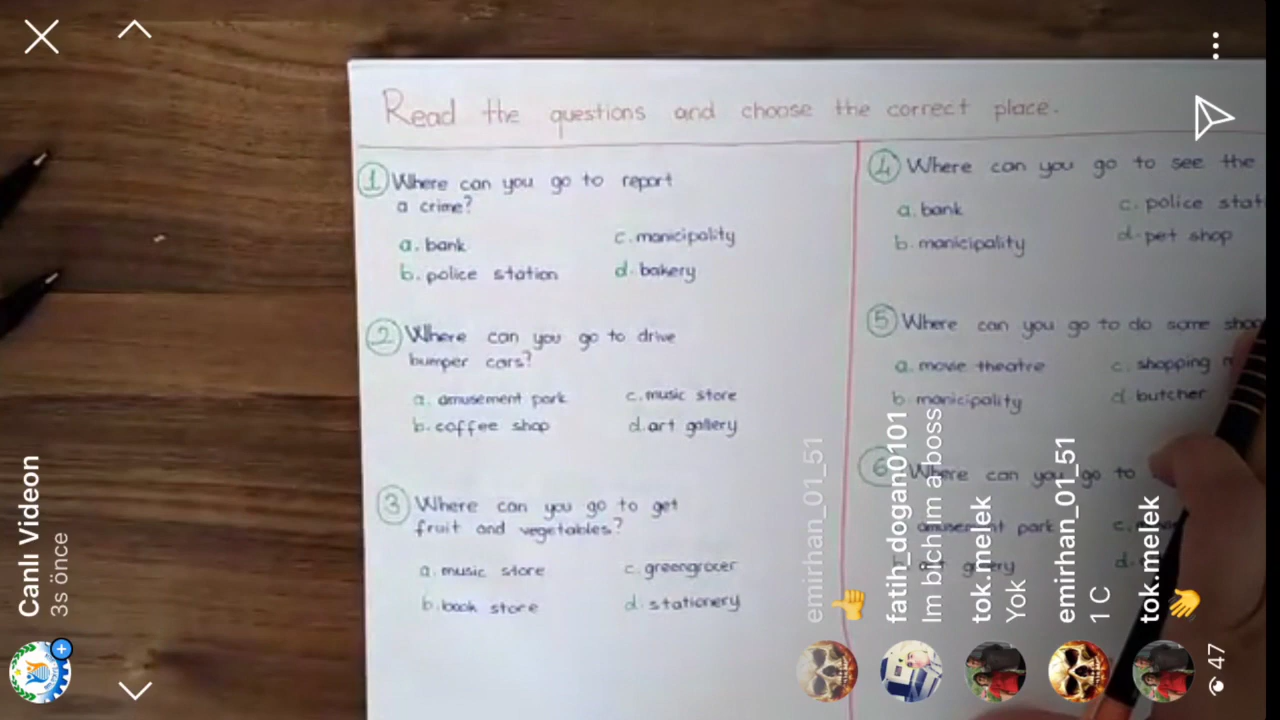 Read the questions and choose the correct place.
1 Where can you go to report
a crime?
a. bank
c. manicipality
b. police station
d. bakery
2 Where can you go to drive
bumper cars?
a. amusement park
c. music store
b. coffee shop
d. art gallery
3 Where can you go to get
fruit and vegetables?
a. music store
c. greengrocer
b. book store
d. stationery
4 Where can you go to see the
a. bank
c. police stat
b. manicipality
d. pet shop
5 Where can you go to do some shop
a. movie theatre
c. shopping m
b. manicipality
d. butcher
6 Where can you go to
amusement park
c.
art gallery
d.
Canlı Videon
3s önce
emirhan_01_51
👍
fatih_dogan0101
Im bich Im a boss
tok.melek
Yok
emirhan_01_51
1 C
tok.melek
👋
47